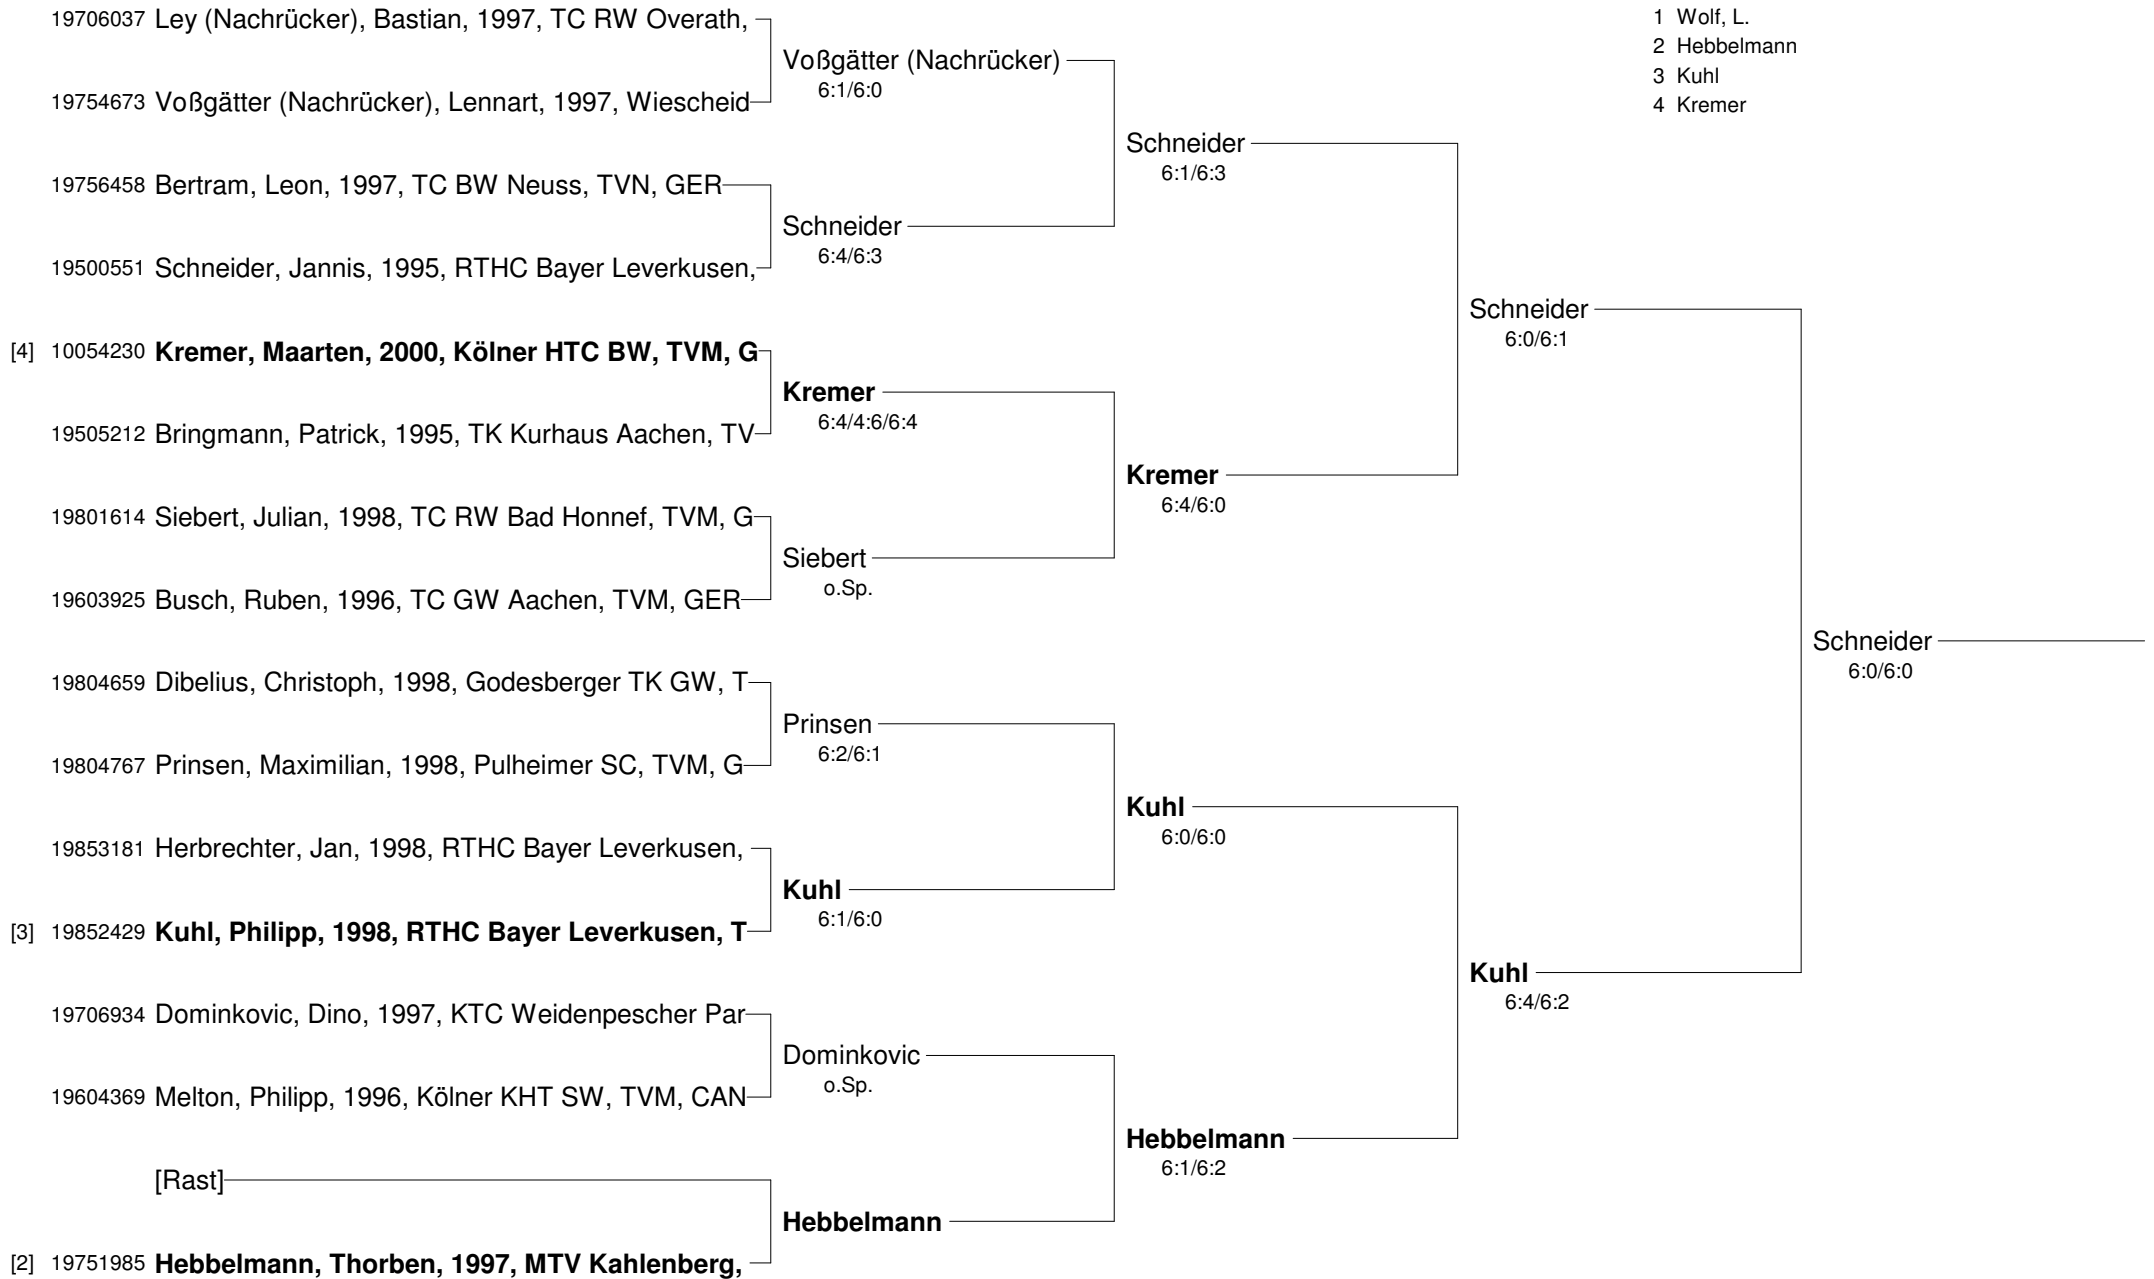 19706037 Ley (Nachrücker), Bastian, 1997, TC RW Overath,
19754673 Voßgätter (Nachrücker), Lennart, 1997, Wiescheid
19756458 Bertram, Leon, 1997, TC BW Neuss, TVN, GER
19500551 Schneider, Jannis, 1995, RTHC Bayer Leverkusen,
[4] 10054230 Kremer, Maarten, 2000, Kölner HTC BW, TVM, G
19505212 Bringmann, Patrick, 1995, TK Kurhaus Aachen, TV
19801614 Siebert, Julian, 1998, TC RW Bad Honnef, TVM, G
19603925 Busch, Ruben, 1996, TC GW Aachen, TVM, GER
19804659 Dibelius, Christoph, 1998, Godesberger TK GW, T
19804767 Prinsen, Maximilian, 1998, Pulheimer SC, TVM, G
19853181 Herbrechter, Jan, 1998, RTHC Bayer Leverkusen,
[3] 19852429 Kuhl, Philipp, 1998, RTHC Bayer Leverkusen, T
19706934 Dominkovic, Dino, 1997, KTC Weidenpescher Par
19604369 Melton, Philipp, 1996, Kölner KHT SW, TVM, CAN
[Rast]
[2] 19751985 Hebbelmann, Thorben, 1997, MTV Kahlenberg,
Voßgätter (Nachrücker)
6:1/6:0
Schneider
6:4/6:3
Kremer
6:4/4:6/6:4
Siebert
o.Sp.
Prinsen
6:2/6:1
Kuhl
6:1/6:0
Dominkovic
o.Sp.
Hebbelmann
Schneider
6:1/6:3
Kremer
6:4/6:0
Kuhl
6:0/6:0
Hebbelmann
6:1/6:2
Schneider
6:0/6:1
Kuhl
6:4/6:2
Schneider
6:0/6:0
1 Wolf, L.
2 Hebbelmann
3 Kuhl
4 Kremer